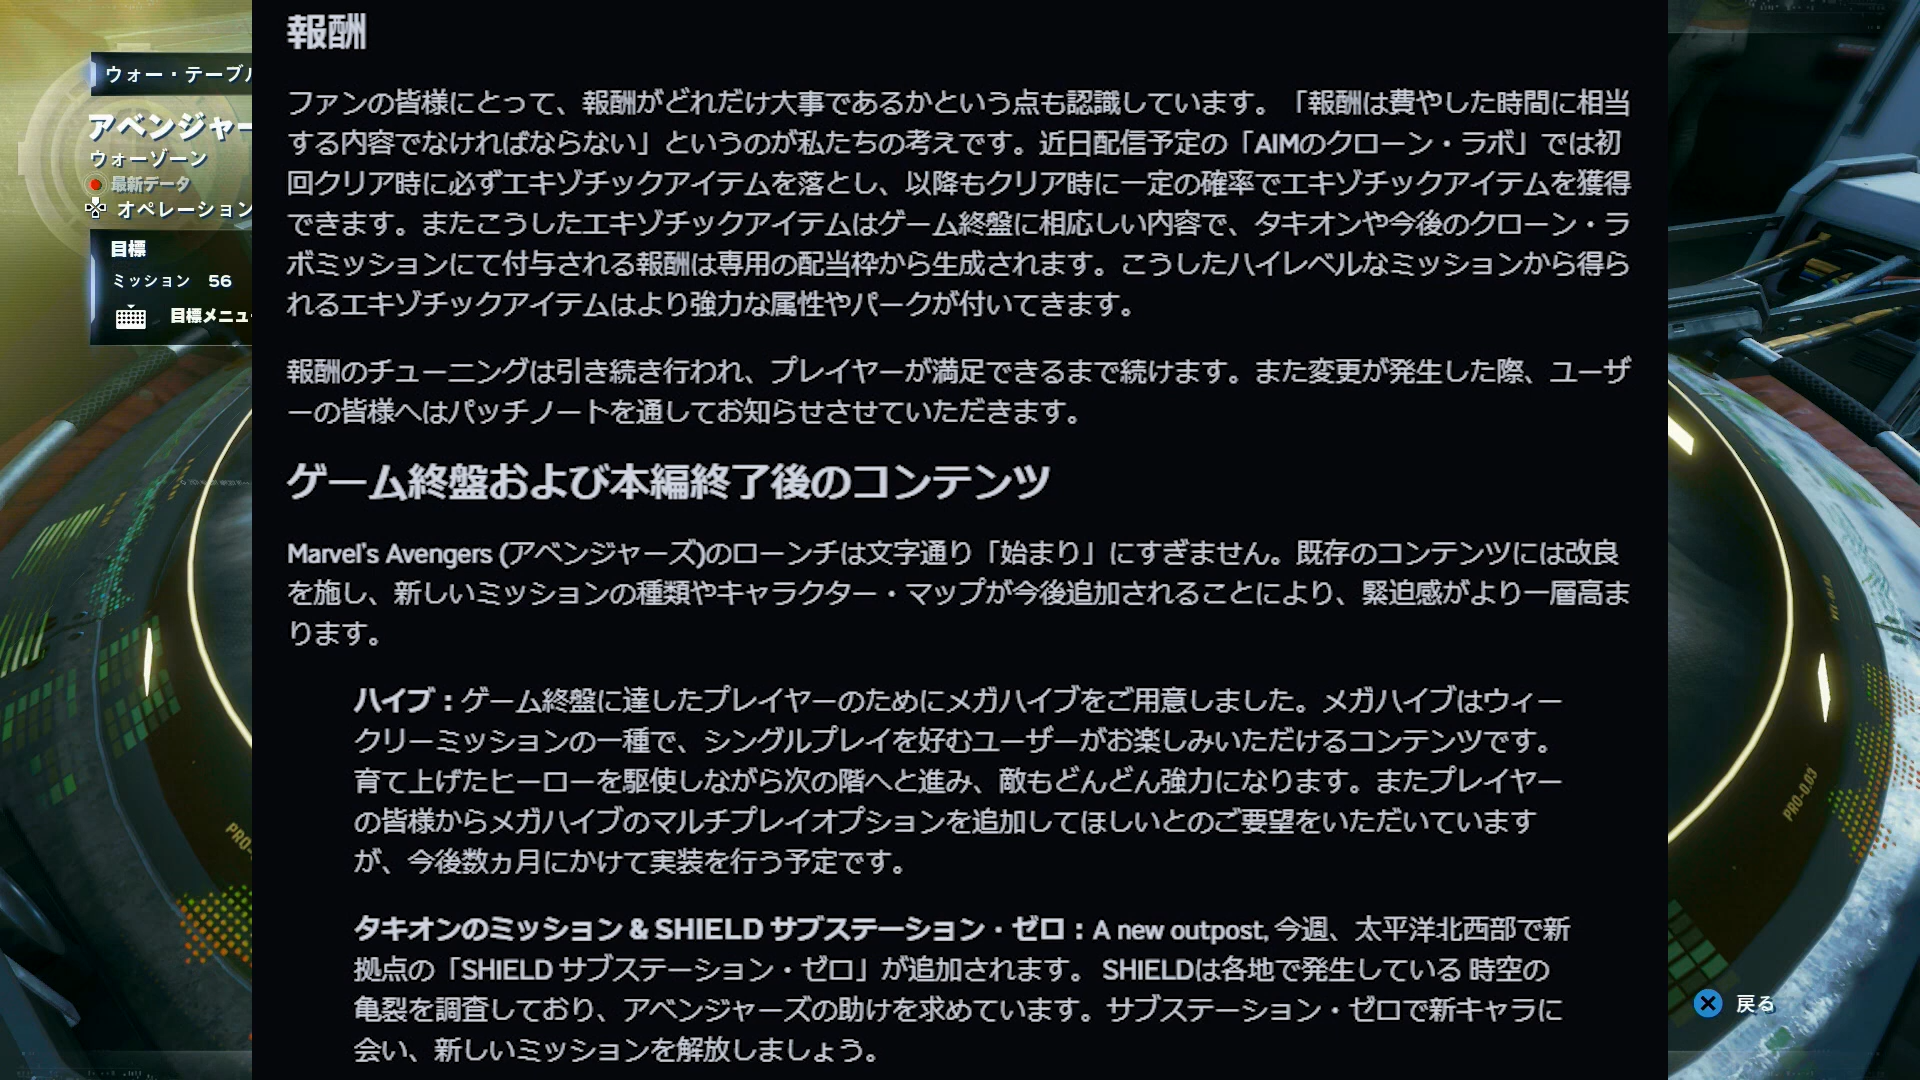 報酬
ファンの皆様にとって、報酬がどれだけ大事であるかという点も認識しています。「報酬は費やした時間に相当
する内容でなければならない」というのが私たちの考えです。近日配信予定の「AIMのクローン・ラボ」では初
回クリア時に必ずエキゾチックアイテムを落とし、以降もクリア時に一定の確率でエキゾチックアイテムを獲得
できます。またこうしたエキゾチックアイテムはゲーム終盤に相応しい内容で、タキオンや今後のクローン・ラ
ボミッションにて付与される報酬は専用の配当枠から生成されます。こうしたハイレベルなミッションから得ら
れるエキゾチックアイテムはより強力な属性やパークが付いてきます。
報酬のチューニングは引き続き行われ、プレイヤーが満足できるまで続けます。また変更が発生した際、ユーザ
ーの皆様へはパッチノートを通してお知らせさせていただきます。
ゲーム終盤および本編終了後のコンテンツ
Marvel's Avengers (アベンジャーズ)のローンチは文字通り「始まり」にすぎません。既存のコンテンツには改良
を施し、新しいミッションの種類やキャラクター・マップが今後追加されることにより、緊迫感がより一層高ま
ります。
ハイブ：ゲーム終盤に達したプレイヤーのためにメガハイブをご用意しました。メガハイブはウィー
クリーミッションの一種で、シングルプレイを好むユーザーがお楽しみいただけるコンテンツです。
育て上げたヒーローを駆使しながら次の階へと進み、敵もどんどん強力になります。またプレイヤー
の皆様からメガハイブのマルチプレイオプションを追加してほしいとのご要望をいただいています
が、今後数ヵ月にかけて実装を行う予定です。
タキオンのミッション & SHIELD サブステーション・ゼロ：A new outpost, 今週、太平洋北西部で新
拠点の「SHIELD サブステーション・ゼロ」が追加されます。 SHIELDは各地で発生している 時空の
亀裂を調査しており、アベンジャーズの助けを求めています。サブステーション・ゼロで新キャラに
会い、新しいミッションを解放しましょう。
ウォー・テーブル
アベンジャー
ウォーゾーン
最新データ
オペレーション
目標
ミッション 56
目標メニュー
PRO-0.03
戻る